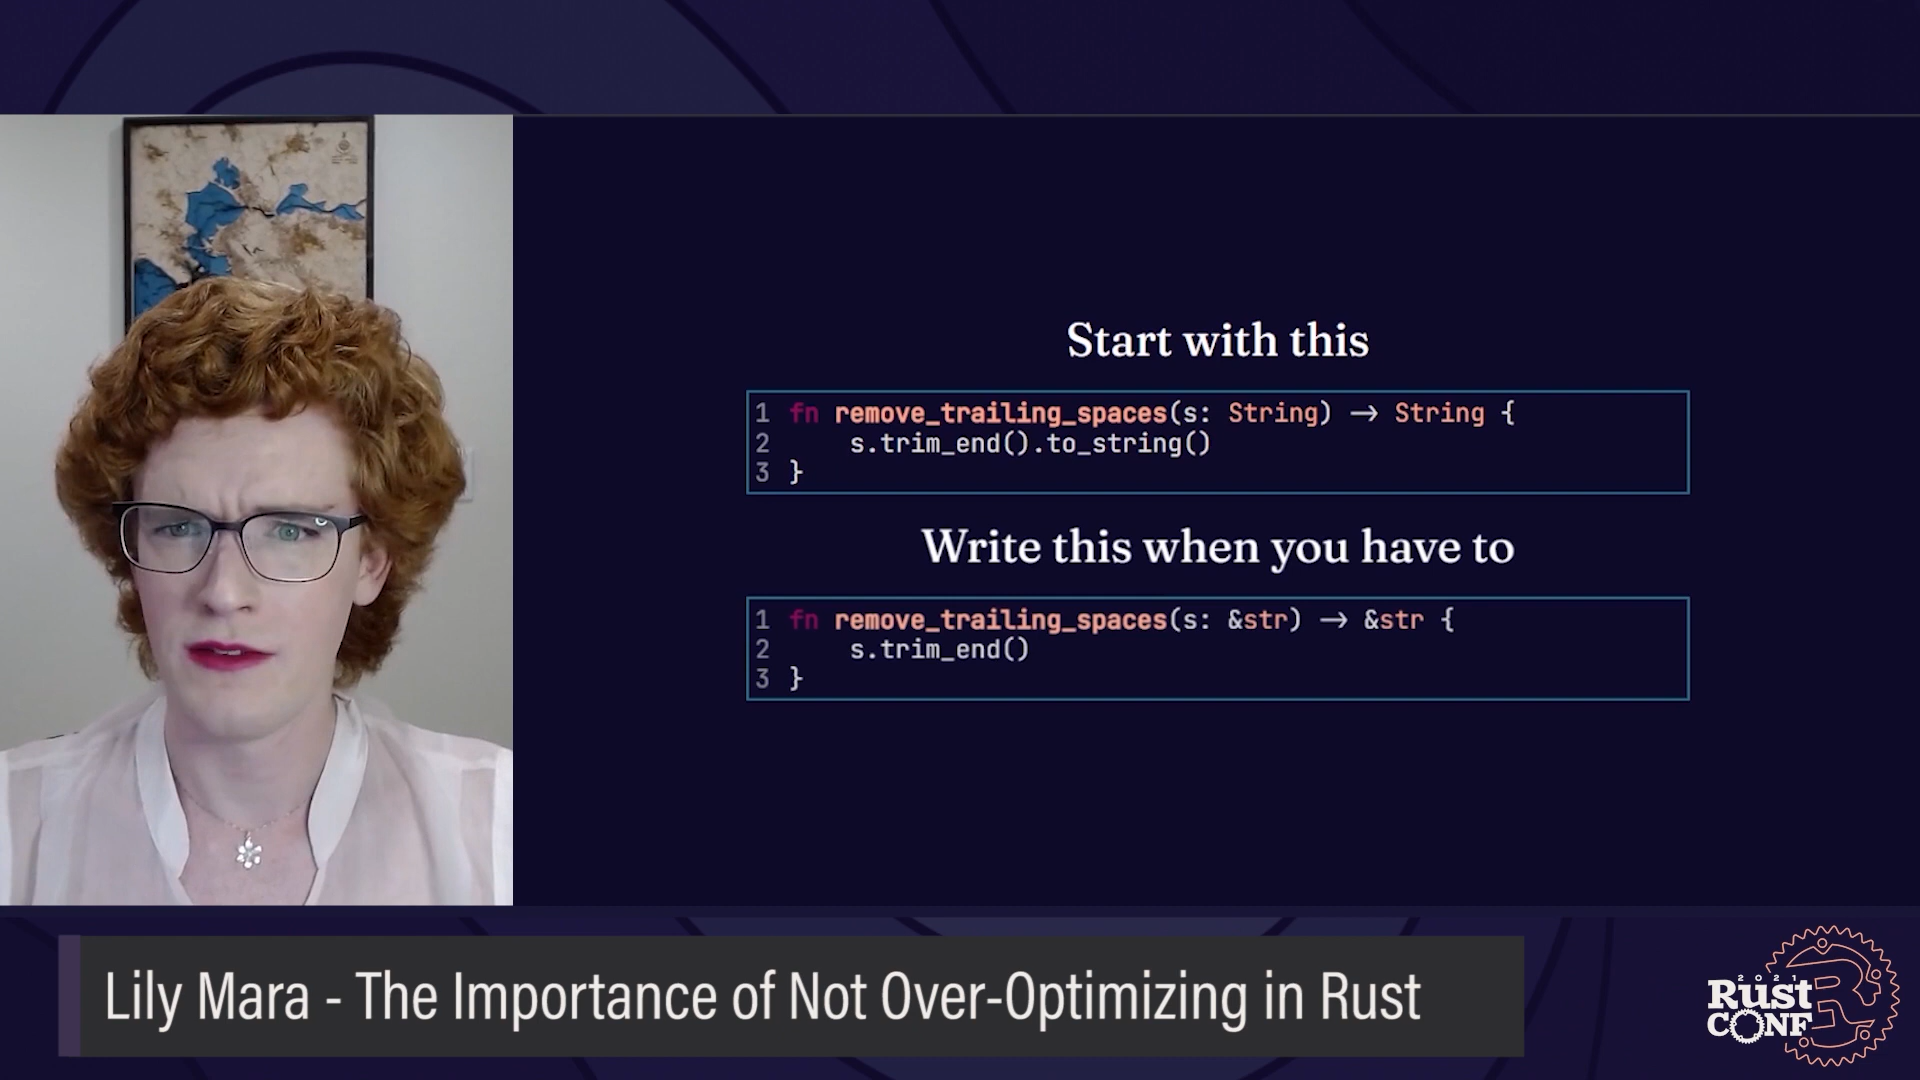 Start with this
1 fn remove_trailing_spaces(s: String) → String {
2 s.trim_end().to_string()
3 }
Write this when you have to
1 fn remove_trailing_spaces(s: &str) → &str {
2 s.trim_end()
3 }
Lily Mara - The Importance of Not Over-Optimizing in Rust
2021
Rust
CONF
R